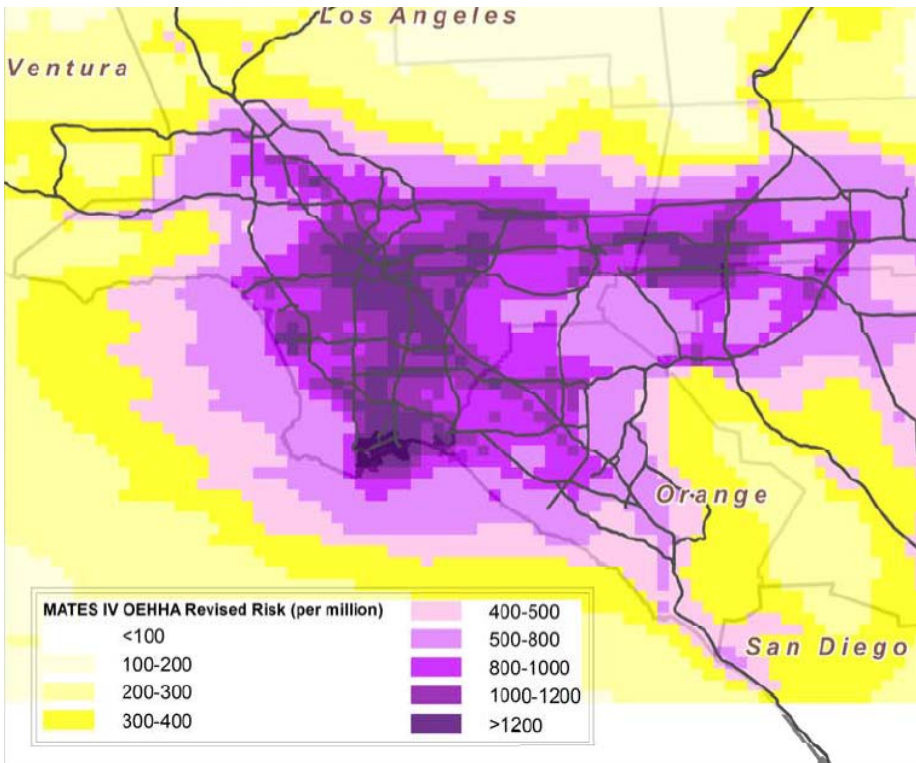 Los Angeles
Ventura
Orange
San Diego
MATES IV OEHHA Revised Risk (per million)
<100
100-200
200-300
300-400
400-500
500-800
800-1000
1000-1200
>1200